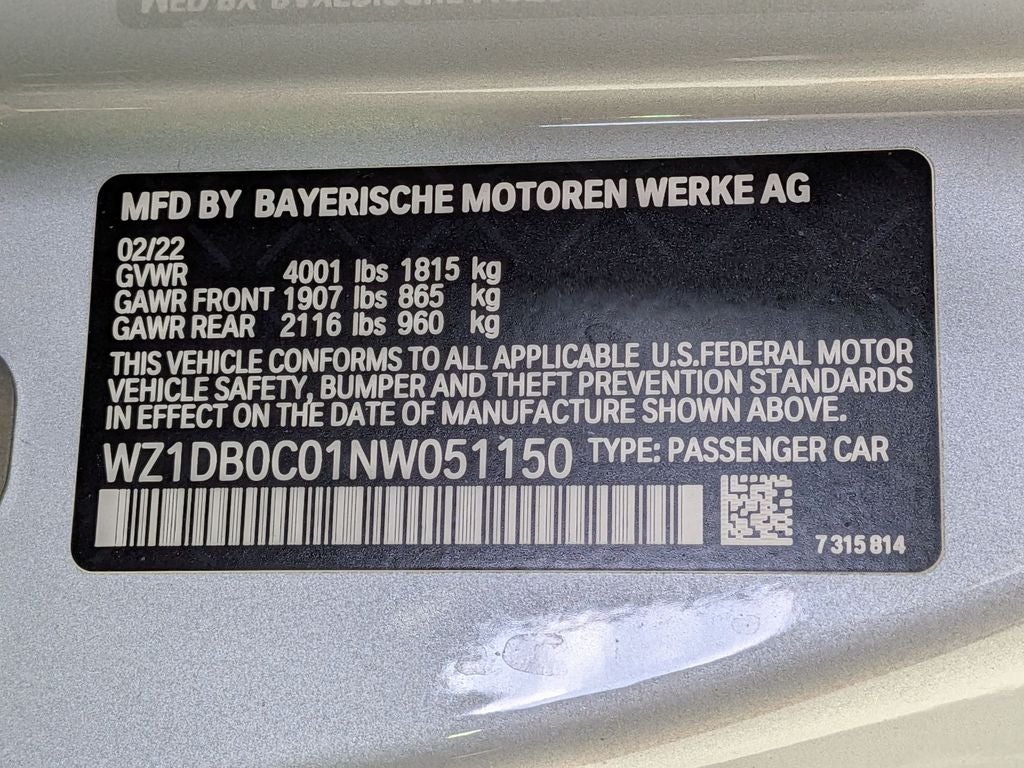 MFD BY BAYERISCHE MOTOREN WERKE AG
02/22
GVWR 4001 lbs 1815 kg
GAWR FRONT 1907 lbs 865 kg
GAWR REAR 2116 lbs 960 kg
THIS VEHICLE CONFORMS TO ALL APPLICABLE U.S.FEDERAL MOTOR
VEHICLE SAFETY, BUMPER AND THEFT PREVENTION STANDARDS
IN EFFECT ON THE DATE OF MANUFACTURE SHOWN ABOVE.
WZ1DB0C01NW051150 TYPE: PASSENGER CAR
7 315 814